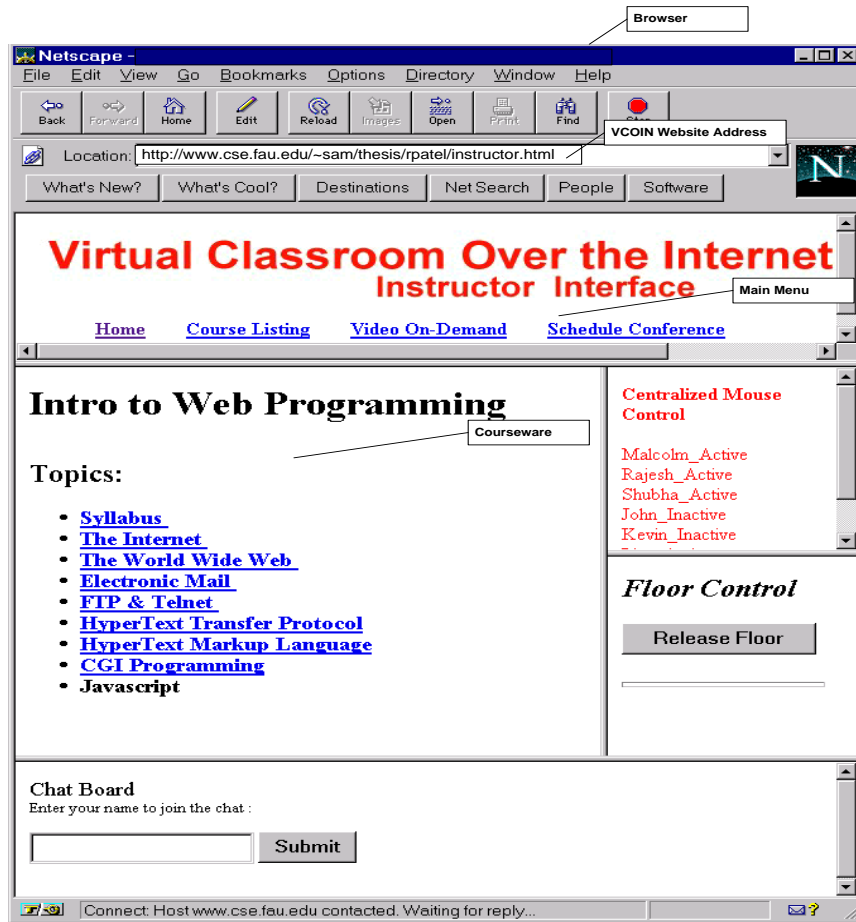 Browser
Netscape -
File Edit View Go Bookmarks Options Directory Window Help
Back Forward Home Edit Reload Images Open Print Find
VCOIN Website Address
Location: http://www.cse.fau.edu/~sam/thesis/rpatel/instructor.html
N
What's New? What's Cool? Destinations Net Search People Software
Virtual Classroom Over the Internet
Instructor Interface
Main Menu
Home Course Listing Video On-Demand Schedule Conference
Intro to Web Programming
Courseware
Topics:
• Syllabus
• The Internet
• The World Wide Web
• Electronic Mail
• FTP & Telnet
• HyperText Transfer Protocol
• HyperText Markup Language
• CGI Programming
• Javascript
Centralized Mouse
Control
Malcolm_Active
Rajesh_Active
Shubha_Active
John_Inactive
Kevin_Inactive
Floor Control
Release Floor
Chat Board
Enter your name to join the chat :
Submit
Connect: Host www.cse.fau.edu contacted. Waiting for reply...